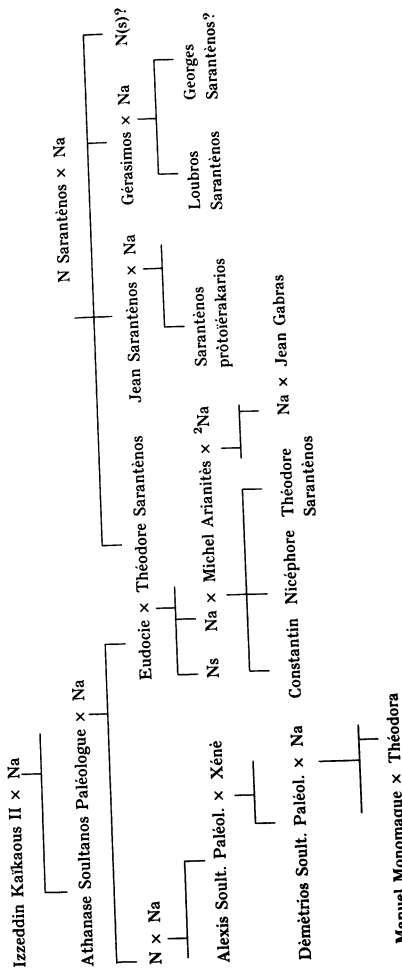 Izzeddin Kaïkaous II × Na
N Sarantènos × Na
Athanase Soultanos Paléologue × Na
Eudocie × Théodore Sarantènos
Jean Sarantènos × Na
Gérasimos × Na
N(s)?
N × Na
Ns
Na × Michel Arianitès × ²Na
Sarantènos
prôtoïérakarios
Loubros
Sarantènos
Georges
Sarantènos?
Alexis Soult. Paléol. × Xénè
Constantin
Nicéphore
Théodore
Sarantènos
Na × Jean Gabras
Dèmètrios Soult. Paléol. × Na
Manuel Monomaque × Théodora